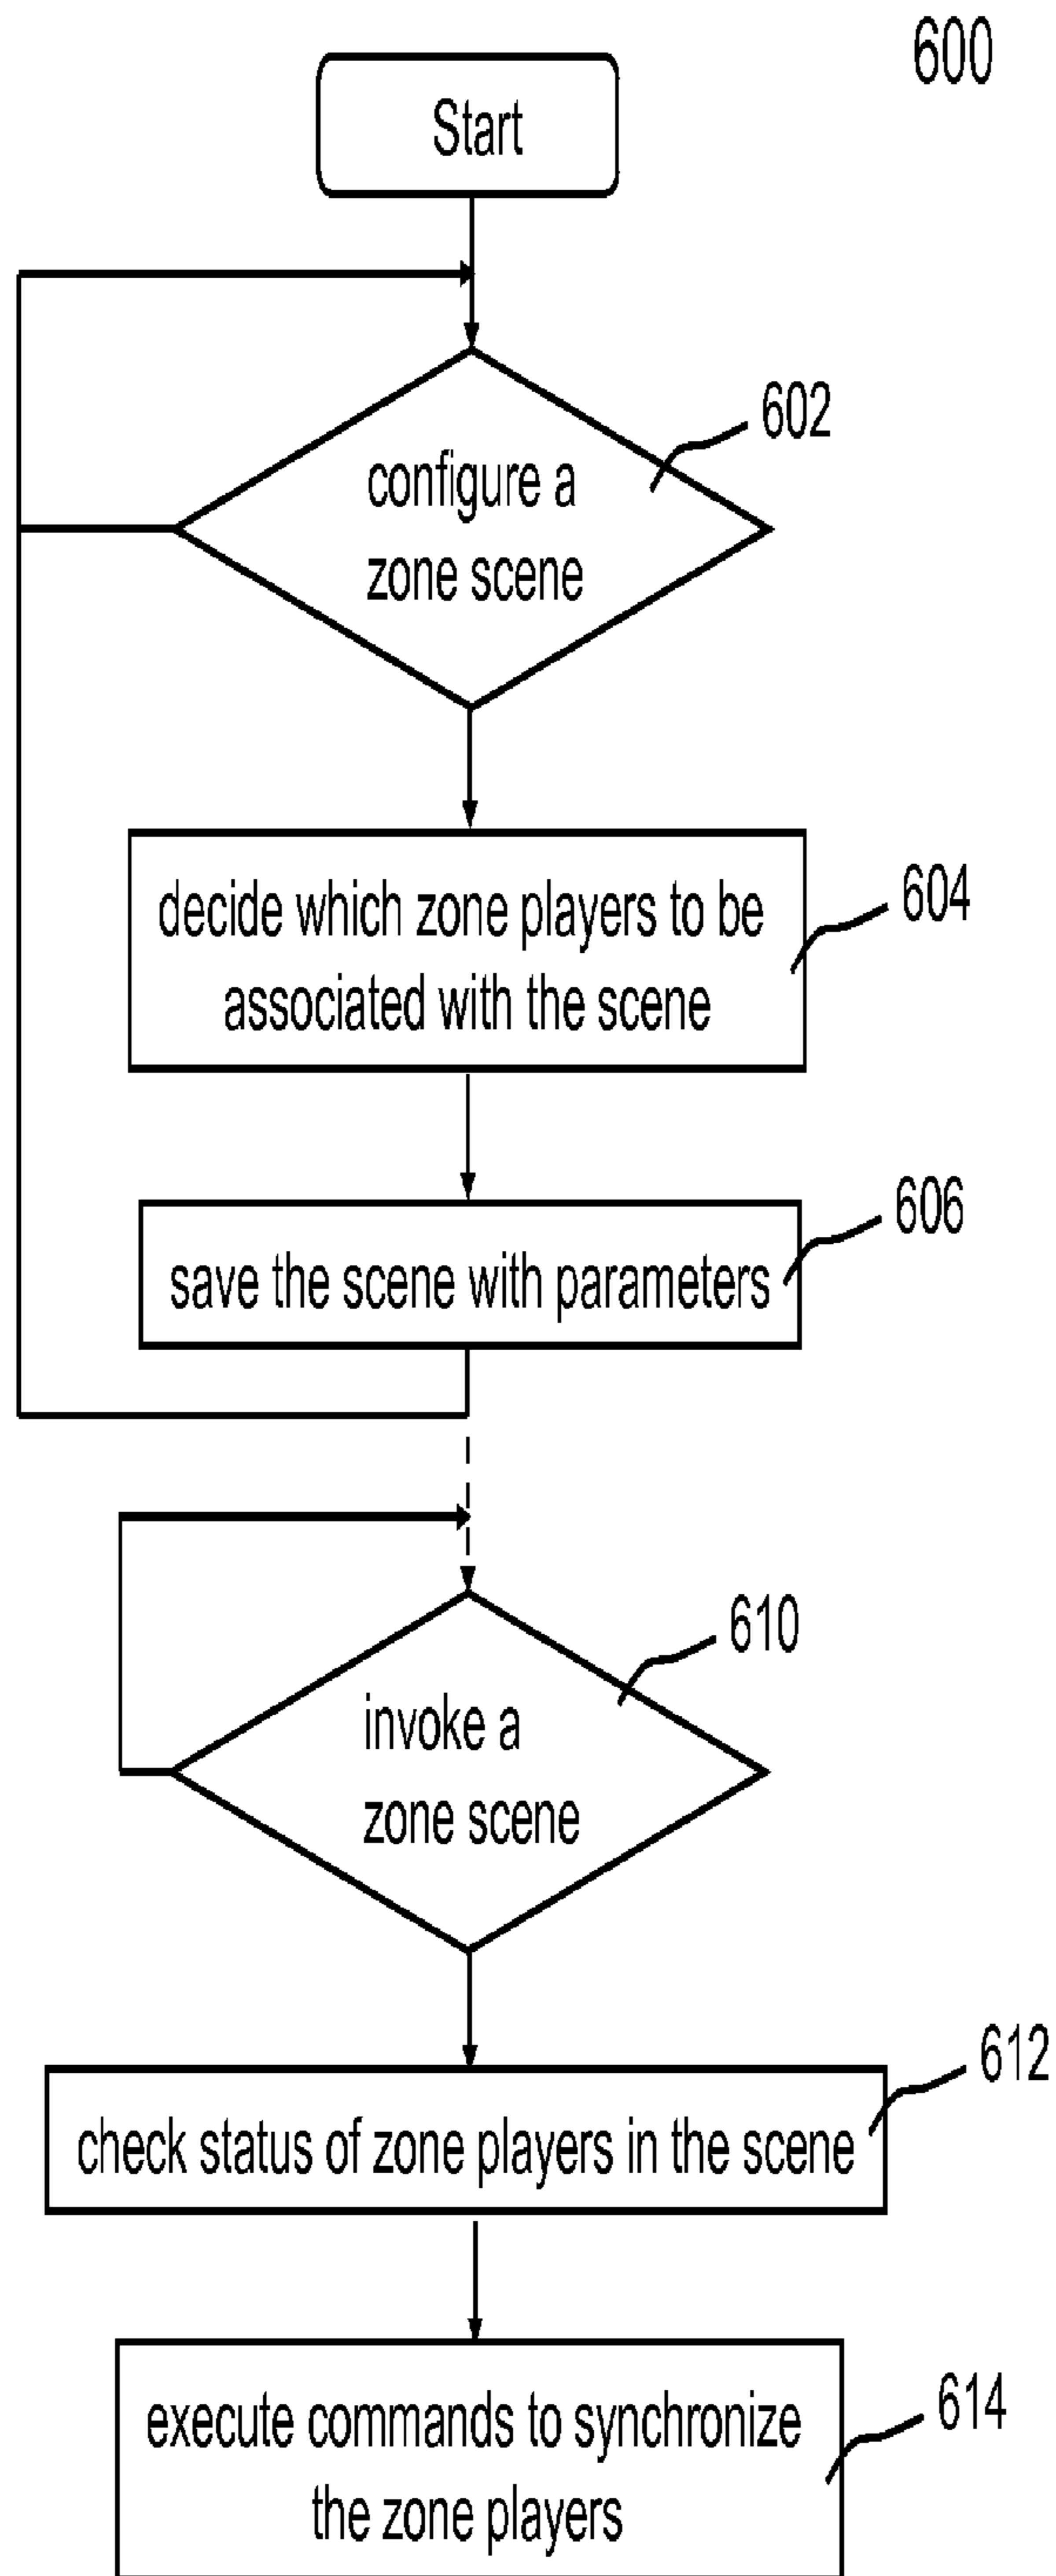 600
Start
602
configure a
zone scene
604
decide which zone players to be
associated with the scene
606
save the scene with parameters
610
invoke a
zone scene
612
check status of zone players in the scene
614
execute commands to synchronize
the zone players